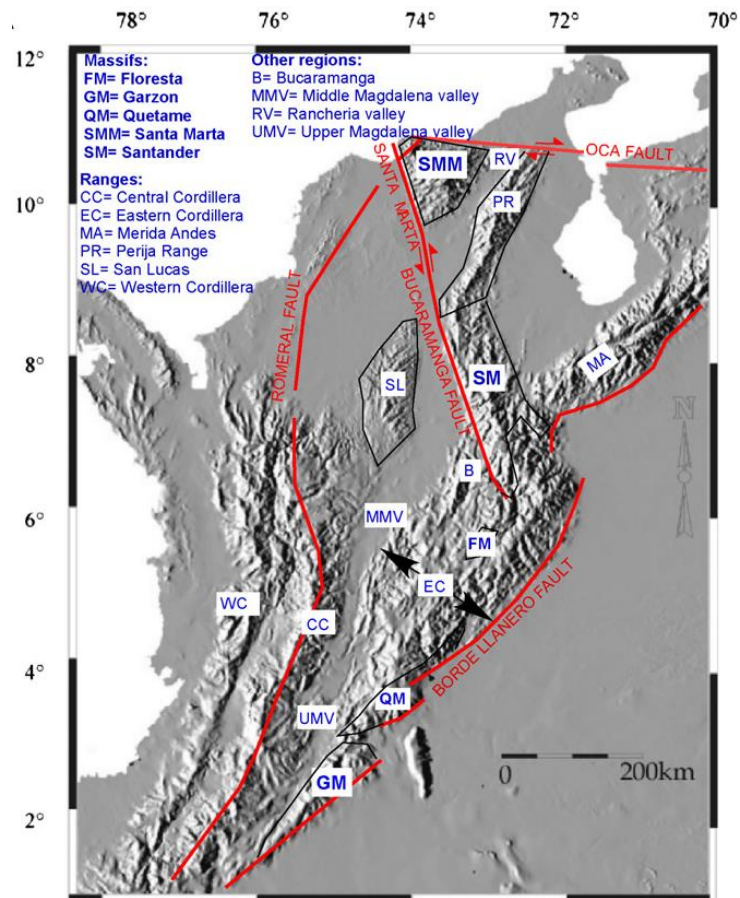 76° 74° 72° 70°
12°
10°
8°
6°
4°
2°
Massifs:
FM= Floresta
GM= Garzon
QM= Quetame
SMM= Santa Marta
SM= Santander
Ranges:
CC= Central Cordillera
EC= Eastern Cordillera
MA= Merida Andes
PR= Perija Range
SL= San Lucas
WC= Western Cordillera
Other regions:
B= Bucaramanga
MMV= Middle Magdalena valley
RV= Rancheria valley
UMV= Upper Magdalena valley
OCA FAULT
SANTA MARTA
BUCARAMANGA FAULT
ROMERAL FAULT
SMM
RV
PR
SL
SM
MA
B
MMV
FM
EC
WC
CC
BORDE LLANERO FAULT
QM
UMV
GM
N
0 200km
78° 76° 74° 72°